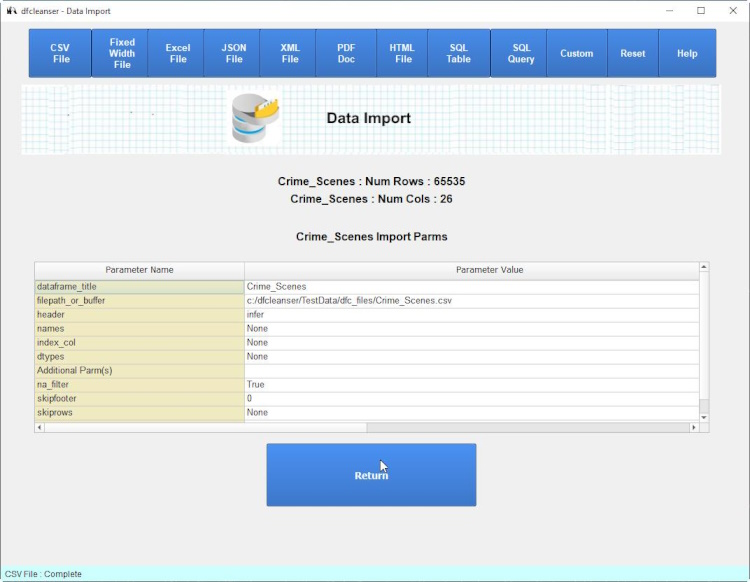 dfcleanser - Data Import
CSV File
Fixed Width File
Excel File
JSON File
XML File
PDF Doc
HTML File
SQL Table
SQL Query
Custom
Reset
Help
Data Import
Crime_Scenes : Num Rows : 65535
Crime_Scenes : Num Cols : 26
Crime_Scenes Import Parms
Parameter Name Parameter Value
dataframe_title Crime_Scenes
filepath_or_buffer c:/dfcleanser/TestData/dfc_files/Crime_Scenes.csv
header infer
names None
index_col None
dtypes None
Additional Parm(s)
na_filter True
skipfooter 0
skiprows None
Return
CSV File : Complete